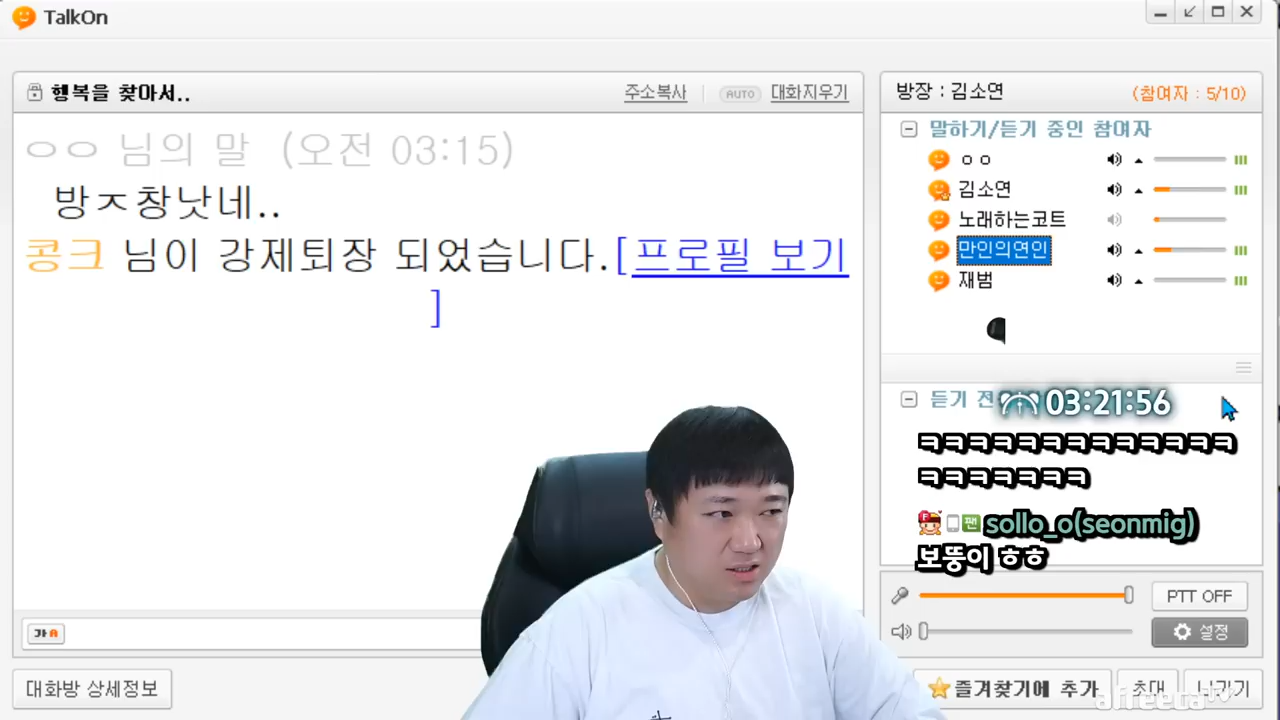 TalkOn
행복을 찾아서..
주소복사
AUTO
대화지우기
ㅇㅇ 님의 말 (오전 03:15)
방ㅈ창낫네..
콩크 님이 강제퇴장 되었습니다.[프로필 보기
]
가A
대화방 상세정보
방장 : 김소연
(참여자 : 5/10)
말하기/듣기 중인 참여자
ㅇㅇ
김소연
노래하는코트
만인의연인
재범
듣기 전
03:21:56
ㅋㅋㅋㅋㅋㅋㅋㅋㅋㅋㅋㅋㅋ
ㅋㅋㅋㅋㅋㅋㅋ
F 팬 sollo_o(seonmig)
보뚱이 ㅎㅎ
PTT OFF
설정
즐겨찾기에 추가
초대
나가기
afreecaTV